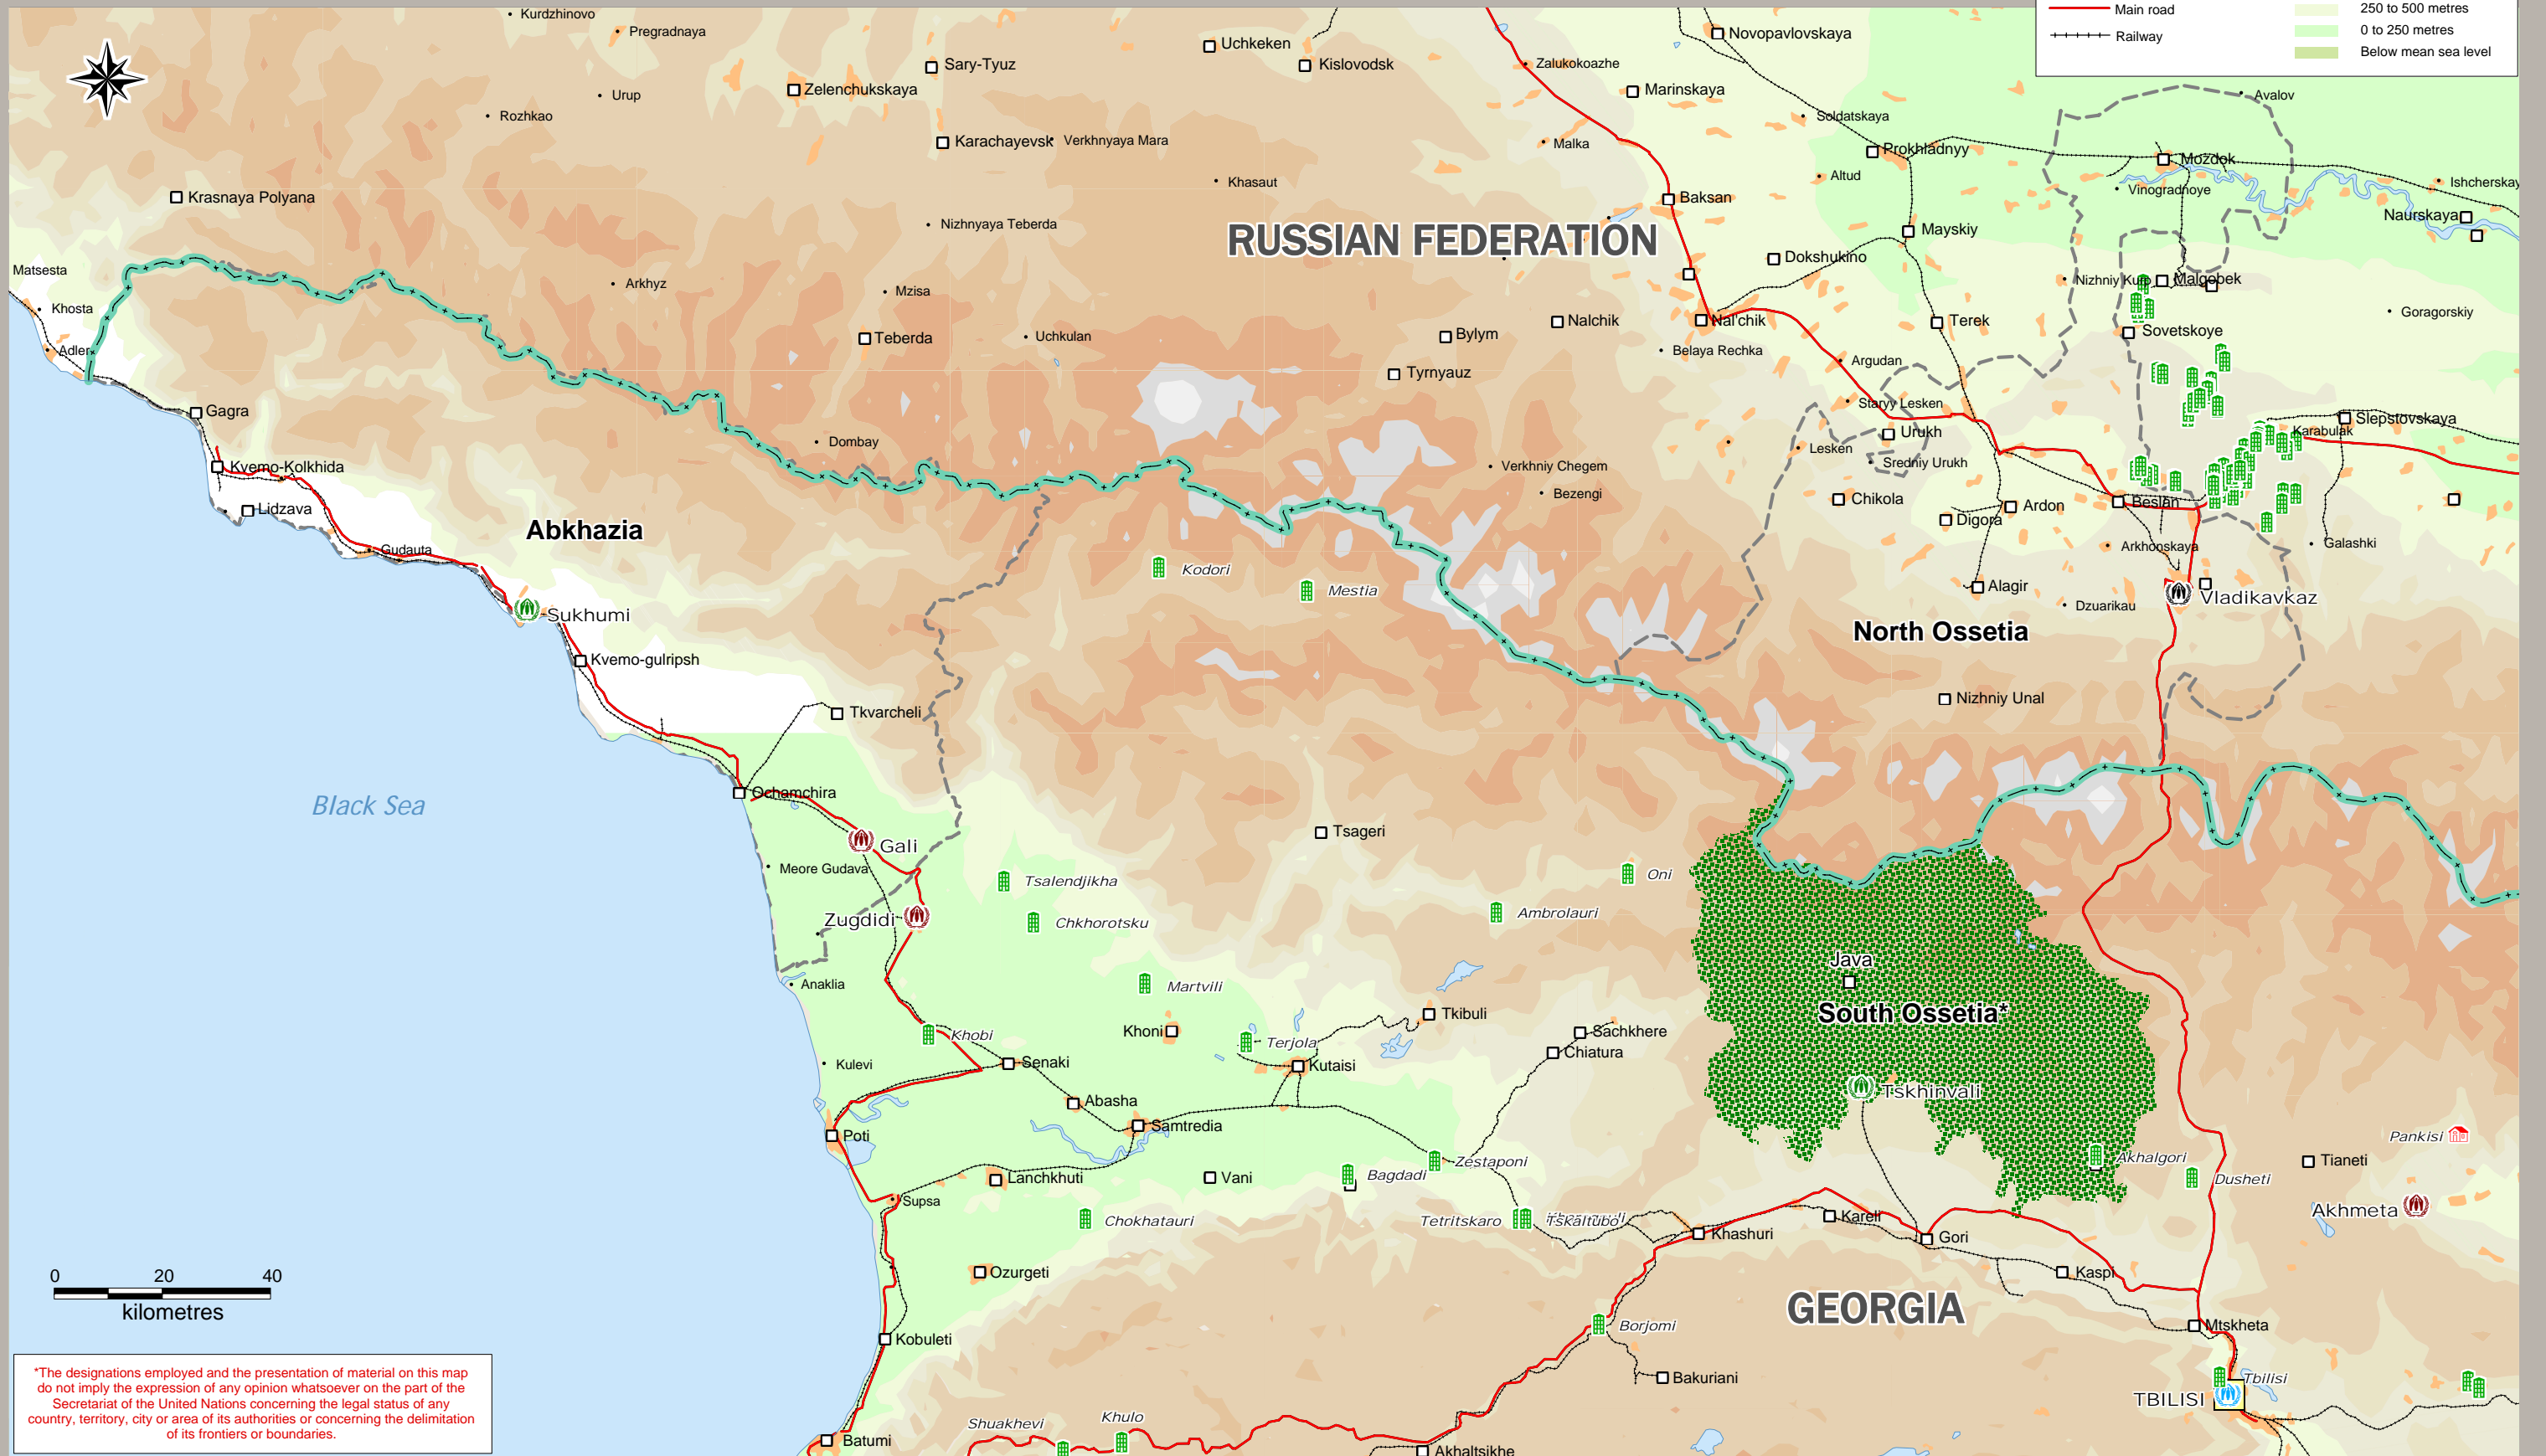 Main road
Railway
250 to 500 metres
0 to 250 metres
Below mean sea level
Kurdzhinovo
Pregradnaya
Sary-Tyuz
Uchkeken
Kislovodsk
Zalukokoazhe
Novopavlovskaya
Zelenchukskaya
Marinskaya
Avalov
Urup
Rozhkao
Soldatskaya
Karachayevsk
Verkhnyaya Mara
Malka
Prokhladnyy
Mozdok
Khasaut
Altud
Vinogradnoye
Ishcherskay
Krasnaya Polyana
Baksan
Naurskaya
Nizhnyaya Teberda
RUSSIAN FEDERATION
Mayskiy
Dokshukino
Matsesta
Arkhyz
Mzisa
Nizhniy Kurp
Malgobek
Khosta
Goragorskiy
Nalchik
Nal'chik
Terek
Sovetskoye
Teberda
Uchkulan
Bylym
Adler
Belaya Rechka
Argudan
Tyrnyauz
Gagra
Staryy Lesken
Slepstovskaya
Urukh
Karabulak
Dombay
Lesken
Sredniy Urukh
Kvemo-Kolkhida
Verkhniy Chegem
Bezengi
Chikola
Beslan
Lidzava
Ardon
Digora
Abkhazia
Gudauta
Arkhonskaya
Galashki
Kodori
Mestia
Alagir
Vladikavkaz
Dzuarikau
Sukhumi
North Ossetia
Kvemo-gulripsh
Nizhniy Unal
Tkvarcheli
Ochamchira
Black Sea
Tsageri
Gali
Meore Gudava
Oni
Tsalendjikha
Ambrolauri
Zugdidi
Chkhorotsku
Java
Anaklia
Martvili
South Ossetia*
Tkibuli
Khoni
Sachkhere
Khobi
Terjola
Chiatura
Kulevi
Senaki
Kutaisi
Tskhinvali
Abasha
Samtredia
Poti
Pankisi
Zestaponi
Akhalgori
Tianeti
Lanchkhuti
Vani
Bagdadi
Dusheti
Supsa
Akhmeta
Chokhatauri
Tetritskaro
Tskaltubo
Kareli
Khashuri
Gori
Ozurgeti
Kaspi
0 20 40
kilometres
GEORGIA
Borjomi
Mtskheta
Kobuleti
Bakuriani
Tbilisi
TBILISI
*The designations employed and the presentation of material on this map
do not imply the expression of any opinion whatsoever on the part of the
Secretariat of the United Nations concerning the legal status of any
country, territory, city or area of its authorities or concerning the delimitation
of its frontiers or boundaries.
Shuakhevi
Khulo
Batumi
Akhaltsikhe